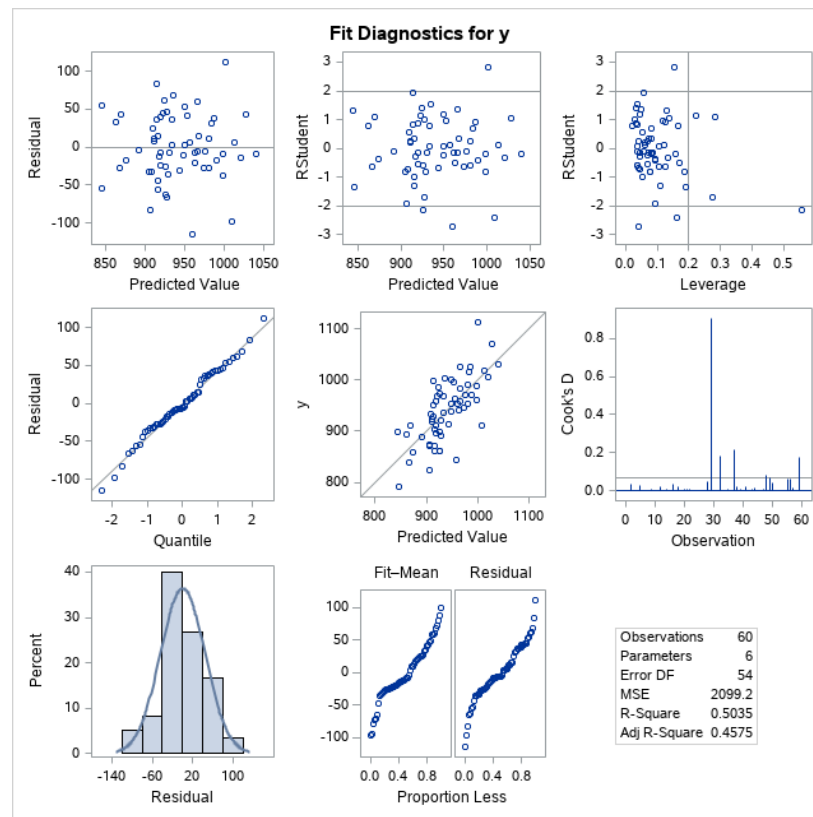 Fit Diagnostics for y
100
50
0
-50
-100
Residual
850 900 950 1000 1050
Predicted Value
3
2
1
0
-1
-2
-3
RStudent
850 900 950 1000 1050
Predicted Value
3
2
1
0
-1
-2
-3
RStudent
0.0 0.1 0.2 0.3 0.4 0.5
Leverage
100
50
0
-50
-100
Residual
-2 -1 0 1 2
Quantile
1100
1000
900
800
y
800 900 1000 1100
Predicted Value
0.8
0.6
0.4
0.2
0.0
Cook's D
0 10 20 30 40 50 60
Observation
40
30
20
10
0
Percent
-140 -60 20 100
Residual
Fit–Mean Residual
100
50
0
-50
-100
0.0 0.4 0.8 0.0 0.4 0.8
Proportion Less
Observations 60
Parameters 6
Error DF 54
MSE 2099.2
R-Square 0.5035
Adj R-Square 0.4575